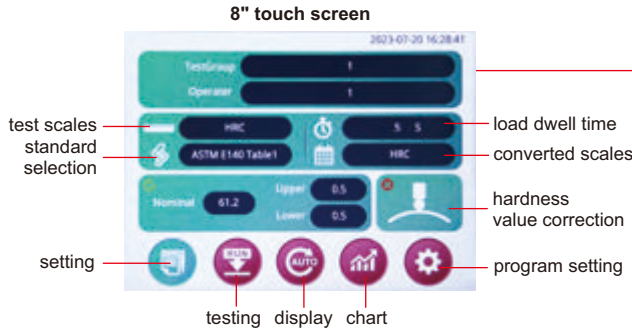 8" touch screen
2023-07-20 16:28:41
TestGroup 1
Operater 1
test scales
HRC
5 S
load dwell time
standard
selection
ASTM E140 Table1
HRC
converted scales
Nominal 61.2
Upper 0.5
Lower 0.5
hardness
value correction
setting
RUN
AUTO
program setting
testing display chart